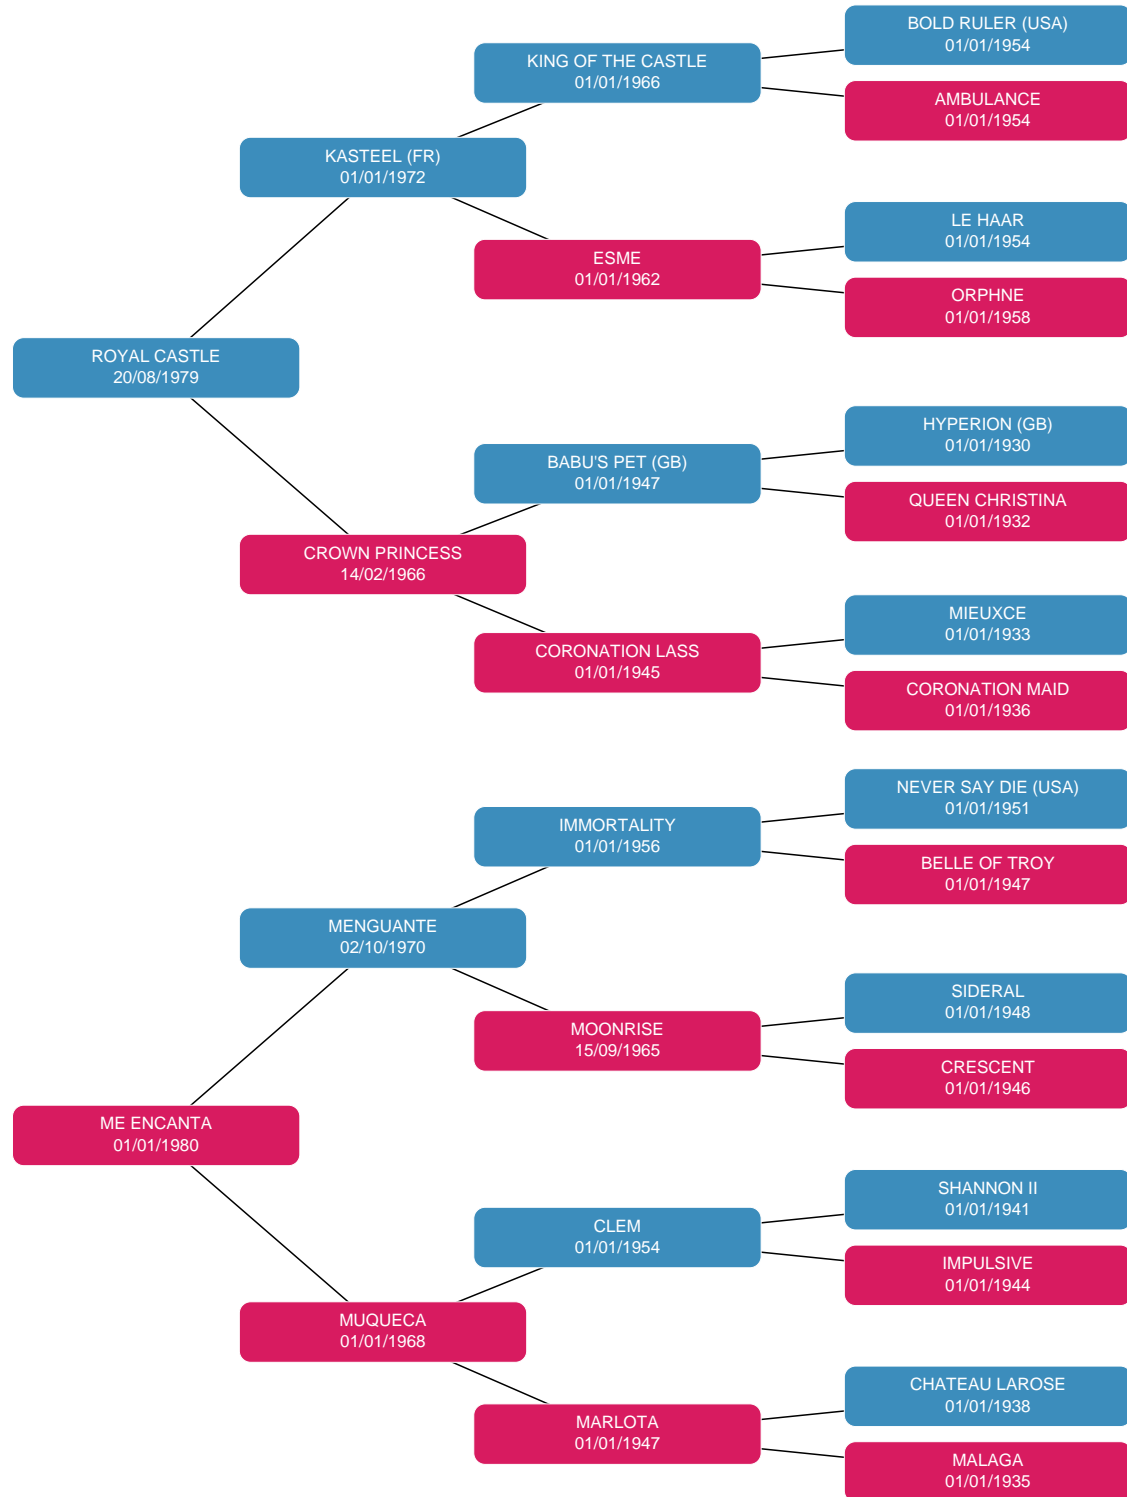 BOLD RULER (USA)
01/01/1954
KING OF THE CASTLE
01/01/1966
AMBULANCE
01/01/1954
KASTEEL (FR)
01/01/1972
LE HAAR
01/01/1954
ESME
01/01/1962
ORPHNE
01/01/1958
ROYAL CASTLE
20/08/1979
HYPERION (GB)
01/01/1930
BABU'S PET (GB)
01/01/1947
QUEEN CHRISTINA
01/01/1932
CROWN PRINCESS
14/02/1966
MIEUXCE
01/01/1933
CORONATION LASS
01/01/1945
CORONATION MAID
01/01/1936
NEVER SAY DIE (USA)
01/01/1951
IMMORTALITY
01/01/1956
BELLE OF TROY
01/01/1947
MENGUANTE
02/10/1970
SIDERAL
01/01/1948
MOONRISE
15/09/1965
CRESCENT
01/01/1946
ME ENCANTA
01/01/1980
SHANNON II
01/01/1941
CLEM
01/01/1954
IMPULSIVE
01/01/1944
MUQUECA
01/01/1968
CHATEAU LAROSE
01/01/1938
MARLOTA
01/01/1947
MALAGA
01/01/1935